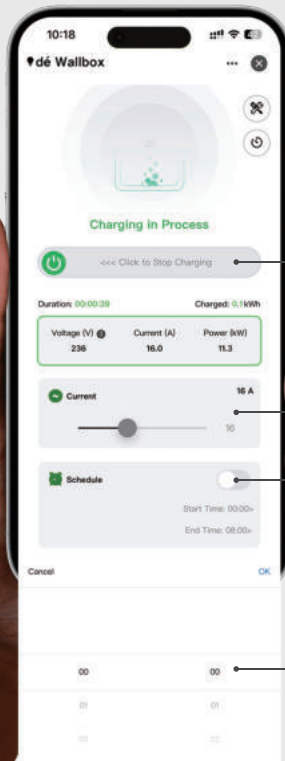 10:18
dé Wallbox
Charging in Process
<<< Click to Stop Charging
Duration: 00:00:39 Charged: 0.1kWh
Voltage (V) Current (A) Power (kW)
236 16.0 11.3
Current 16 A
16
Schedule
Start Time: 00:00>
End Time: 08:00>
Cancel OK
00 00
01 01
02 02